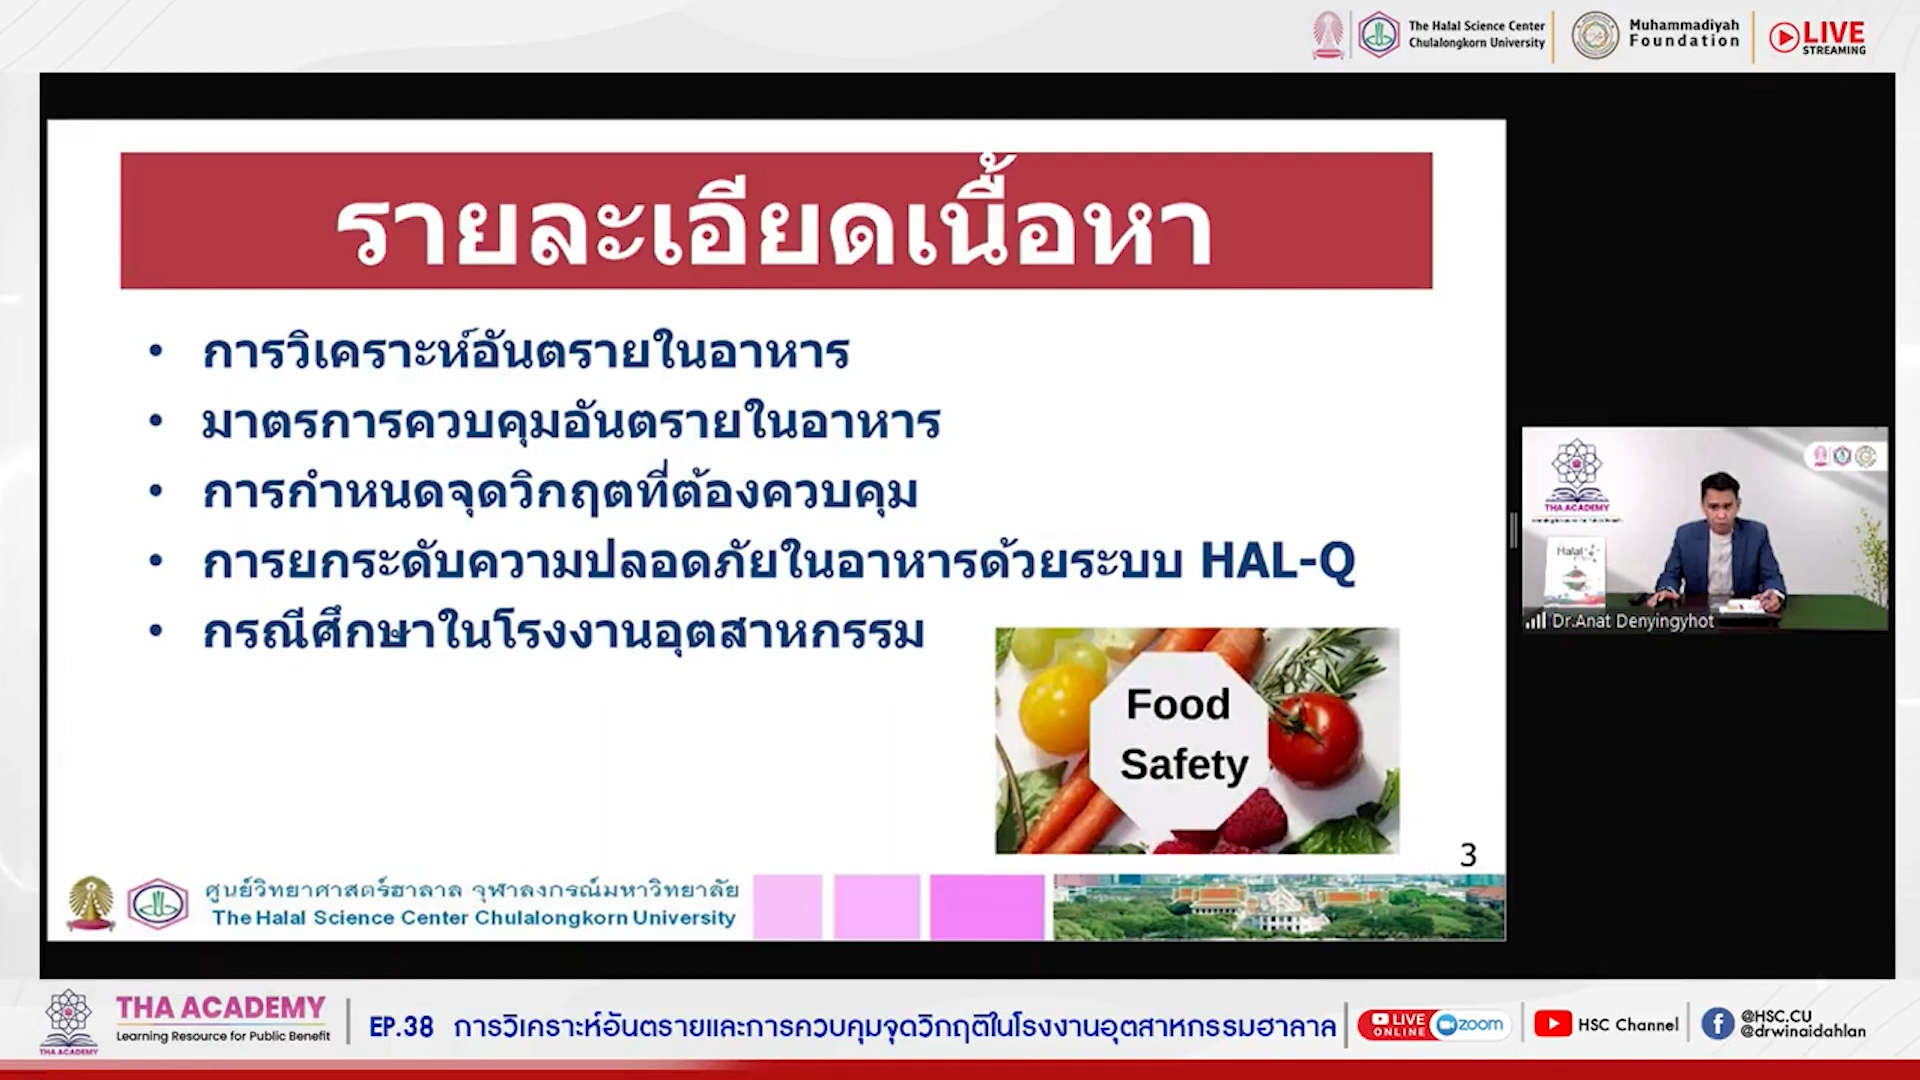 The Halal Science Center
Chulalongkorn University
Muhammadiyah
Foundation
LIVE
STREAMING
รายละเอียดเนื้อหา
• การวิเคราะห์อันตรายในอาหาร
• มาตรการควบคุมอันตรายในอาหาร
• การกำหนดจุดวิกฤตที่ต้องควบคุม
• การยกระดับความปลอดภัยในอาหารด้วยระบบ HAL-Q
• กรณีศึกษาในโรงงานอุตสาหกรรม
Food
Safety
3
ศูนย์วิทยาศาสตร์ฮาลาล จุฬาลงกรณ์มหาวิทยาลัย
The Halal Science Center Chulalongkorn University
THA ACADEMY
Halal
Dr.Anat Denyingyhot
THA ACADEMY
THA ACADEMY
Learning Resource for Public Benefit
EP.38 การวิเคราะห์อันตรายและการควบคุมจุดวิกฤติในโรงงานอุตสาหกรรมฮาลาล
LIVE
ONLINE
zoom
HSC Channel
@HSC.CU
@drwinaidahlan